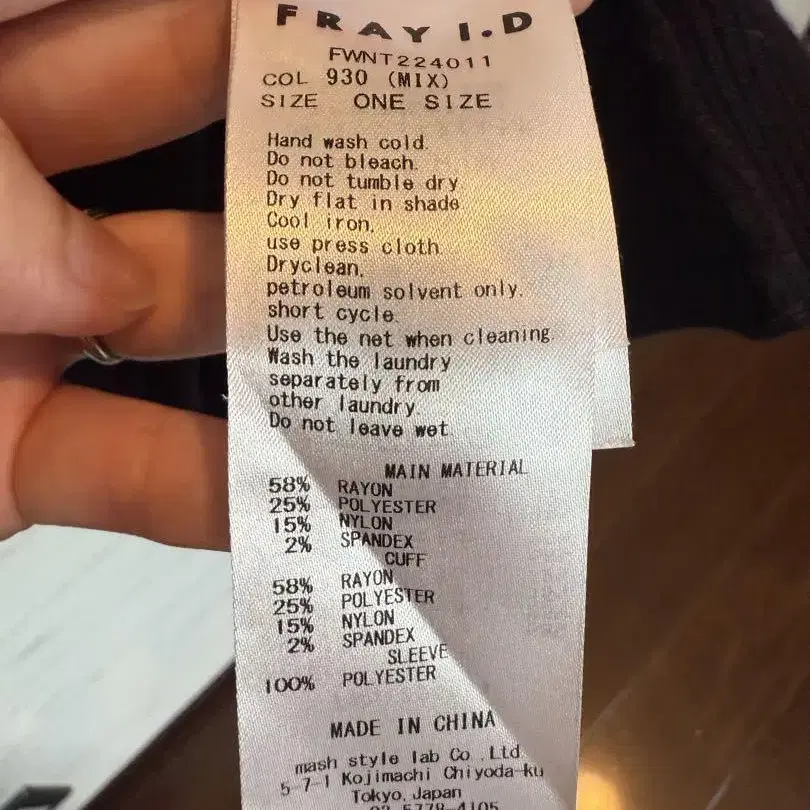 FRAY I.D
FWNT224011
COL 930 (MIX)
SIZE ONE SIZE
Hand wash cold.
Do not bleach.
Do not tumble dry
Dry flat in shade
Cool iron,
use press cloth
Dryclean,
petroleum solvent only.
short cycle
Use the net when cleaning
Wash the laundry
separately from
other laundry.
Do not leave wet.
MAIN MATERIAL
58% RAYON
25% POLYESTER
15% NYLON
2% SPANDEX
CUFF
58% RAYON
25% POLYESTER
15% NYLON
2% SPANDEX
SLEEVE
100% POLYESTER
MADE IN CHINA
mash style lab Co.,Ltd.
5-7-1 Kojimachi Chiyoda-ku
Tokyo, Japan
03 5778 4105